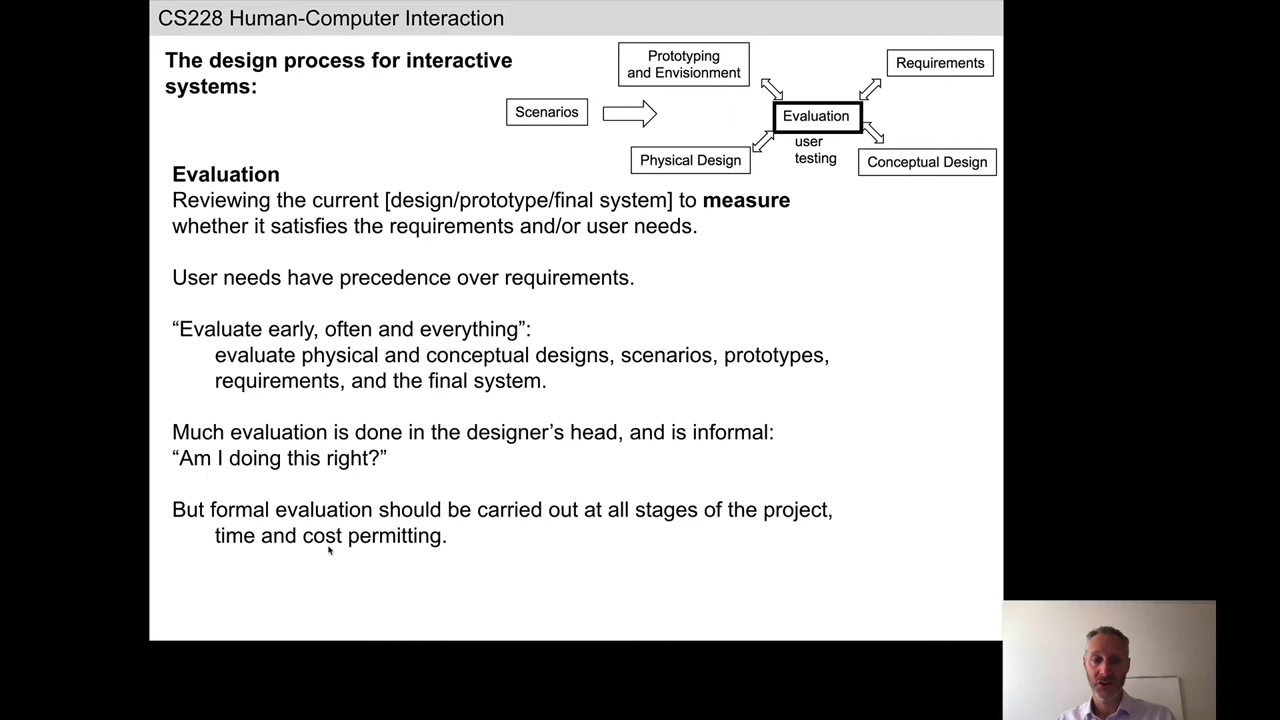 CS228 Human-Computer Interaction
The design process for interactive
systems:
Prototyping
and Envisionment
Requirements
Scenarios
Evaluation
user
testing
Physical Design
Conceptual Design
Evaluation
Reviewing the current [design/prototype/final system] to measure
whether it satisfies the requirements and/or user needs.
User needs have precedence over requirements.
“Evaluate early, often and everything”:
evaluate physical and conceptual designs, scenarios, prototypes,
requirements, and the final system.
Much evaluation is done in the designer’s head, and is informal:
“Am I doing this right?”
But formal evaluation should be carried out at all stages of the project,
time and cost permitting.